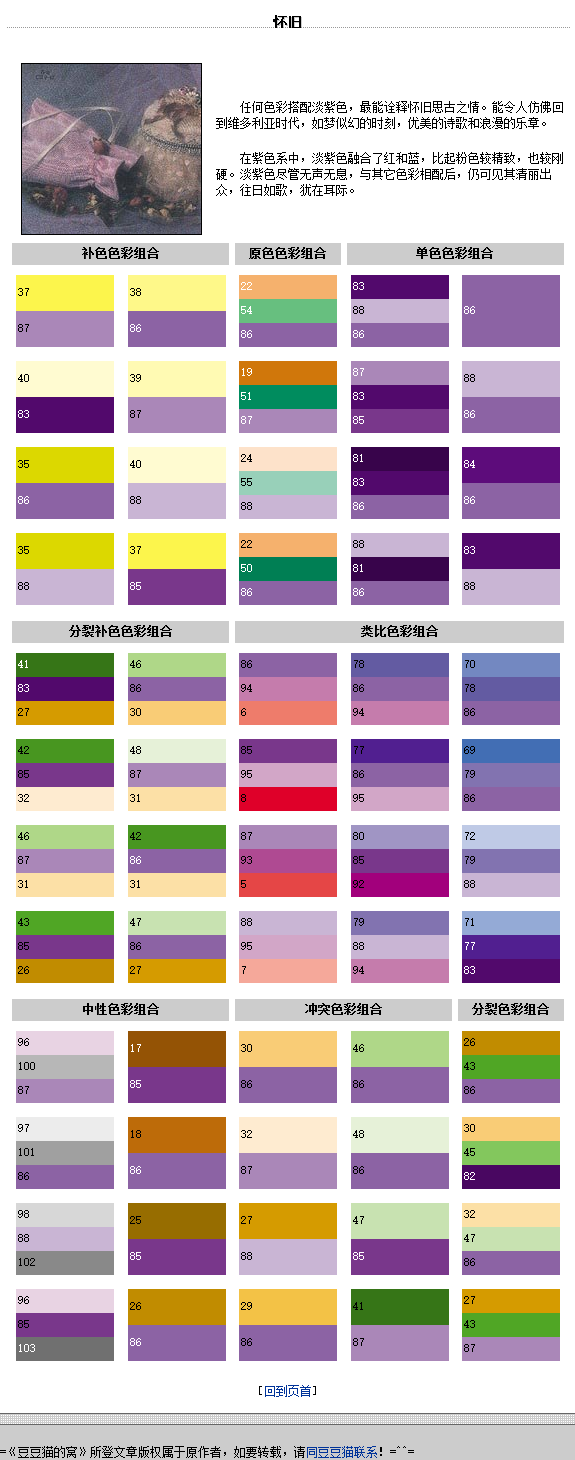 怀旧
任何色彩搭配淡紫色，最能诠释怀旧思古之情。能令人仿佛回
到维多利亚时代，如梦似幻的时刻，优美的诗歌和浪漫的乐章。
在紫色系中，淡紫色融合了红和蓝，比起粉色较精致，也较刚
硬。淡紫色尽管无声无息，与其它色彩相配后，仍可见其清丽出
众，往日如歌，犹在耳际。
补色色彩组合 原色色彩组合 单色色彩组合
37 38 22 83 86
54 88
87 86 86 86
40 39 19 87 88
51 83
83 87 87 85 86
35 40 24 81 84
55 83
86 88 88 86 86
35 37 22 88 83
50 81
88 85 86 86 88
分裂补色色彩组合 类比色彩组合
41 46 86 78 70
83 86 94 86 78
27 30 6 94 86
42 48 85 77 69
85 87 95 86 79
32 31 8 95 86
46 42 87 80 72
87 86 93 85 79
31 31 5 92 88
43 47 88 79 71
85 86 95 88 77
26 27 7 94 83
中性色彩组合 冲突色彩组合 分裂色彩组合
96 17 30 46 26
100 43
87 85 86 86 86
97 18 32 48 30
101 45
86 86 87 86 82
98 25 27 47 32
88 47
102 85 88 85 86
96 26 29 41 27
85 43
103 86 86 87 87
[回到页首]
=《豆豆猫的窝》所登文章版权属于原作者，如要转载，请同豆豆猫联系! =^^=